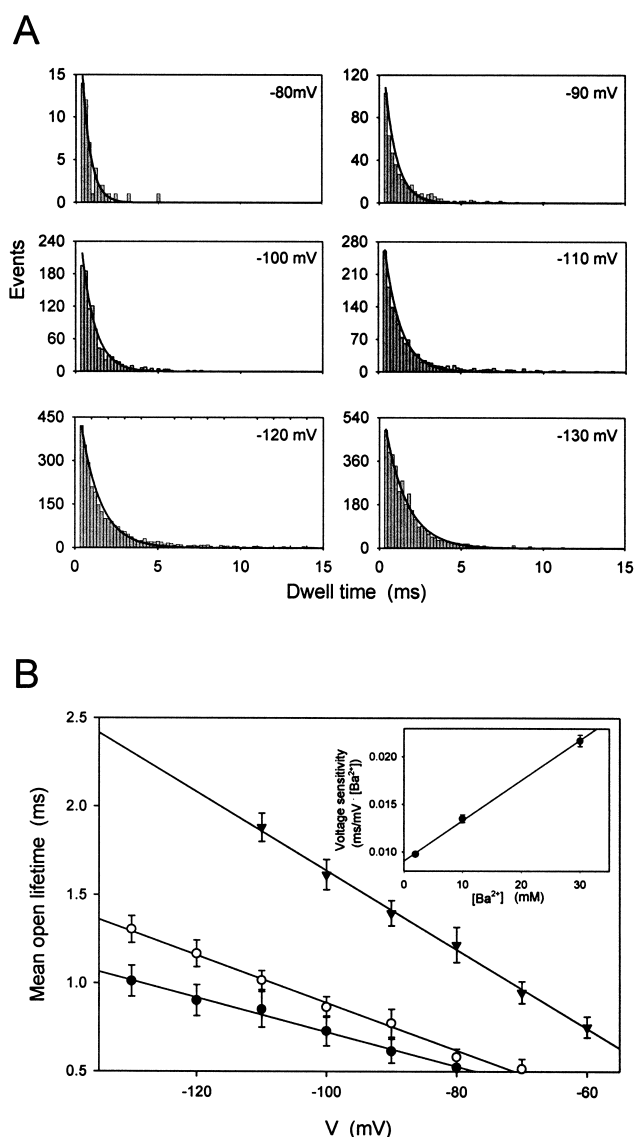 A
15
10
5
0
-80mV
120
80
40
0
-90 mV
Events
240
180
120
60
0
-100 mV
280
210
140
70
0
-110 mV
450
300
150
0
-120 mV
540
360
180
0
-130 mV
0 5 10 15
0 5 10 15
Dwell time (ms)
B
2.5
2.0
1.5
1.0
0.5
Mean open lifetime (ms)
-120 -100 -80 -60
V (mV)
Voltage sensitivity
(ms/mV · [Ba²⁺])
0.020
0.015
0.010
0 10 20 30
[Ba²⁺] (mM)